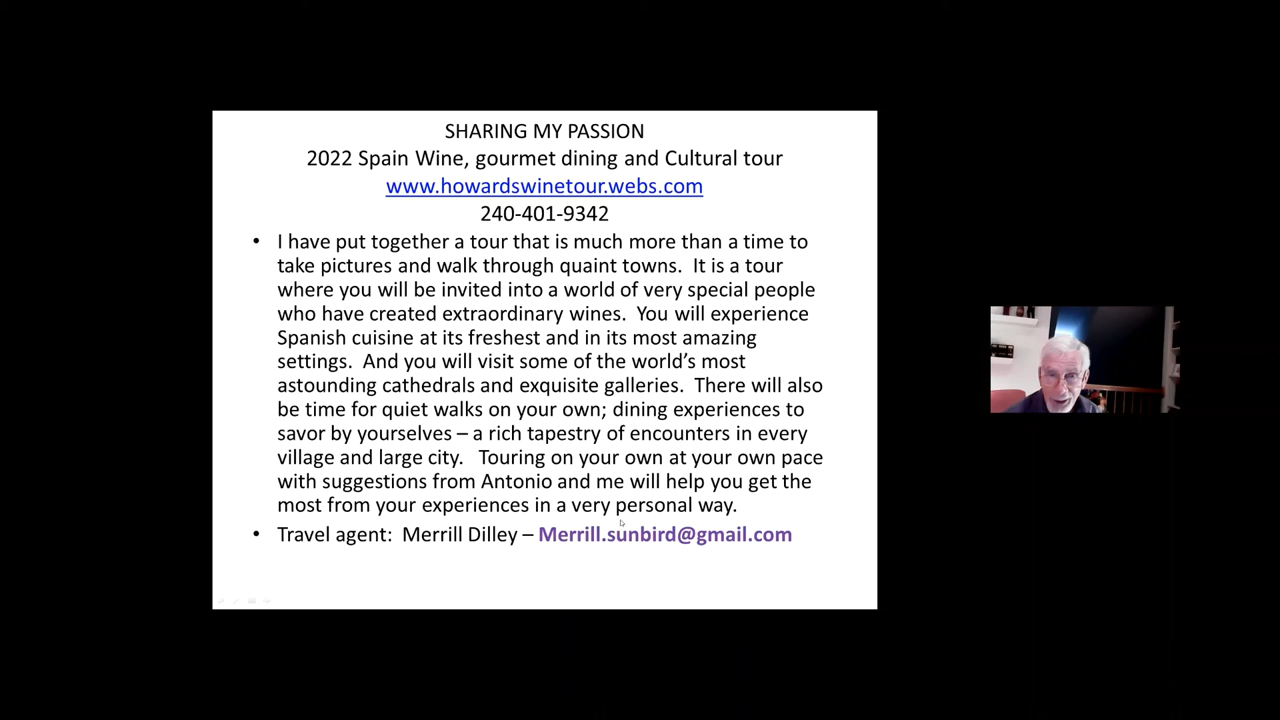 SHARING MY PASSION
2022 Spain Wine, gourmet dining and Cultural tour
www.howardswinetour.webs.com
240-401-9342
• I have put together a tour that is much more than a time to
take pictures and walk through quaint towns.  It is a tour
where you will be invited into a world of very special people
who have created extraordinary wines.  You will experience
Spanish cuisine at its freshest and in its most amazing
settings.  And you will visit some of the world’s most
astounding cathedrals and exquisite galleries.  There will also
be time for quiet walks on your own; dining experiences to
savor by yourselves – a rich tapestry of encounters in every
village and large city.   Touring on your own at your own pace
with suggestions from Antonio and me will help you get the
most from your experiences in a very personal way.
• Travel agent:  Merrill Dilley – Merrill.sunbird@gmail.com